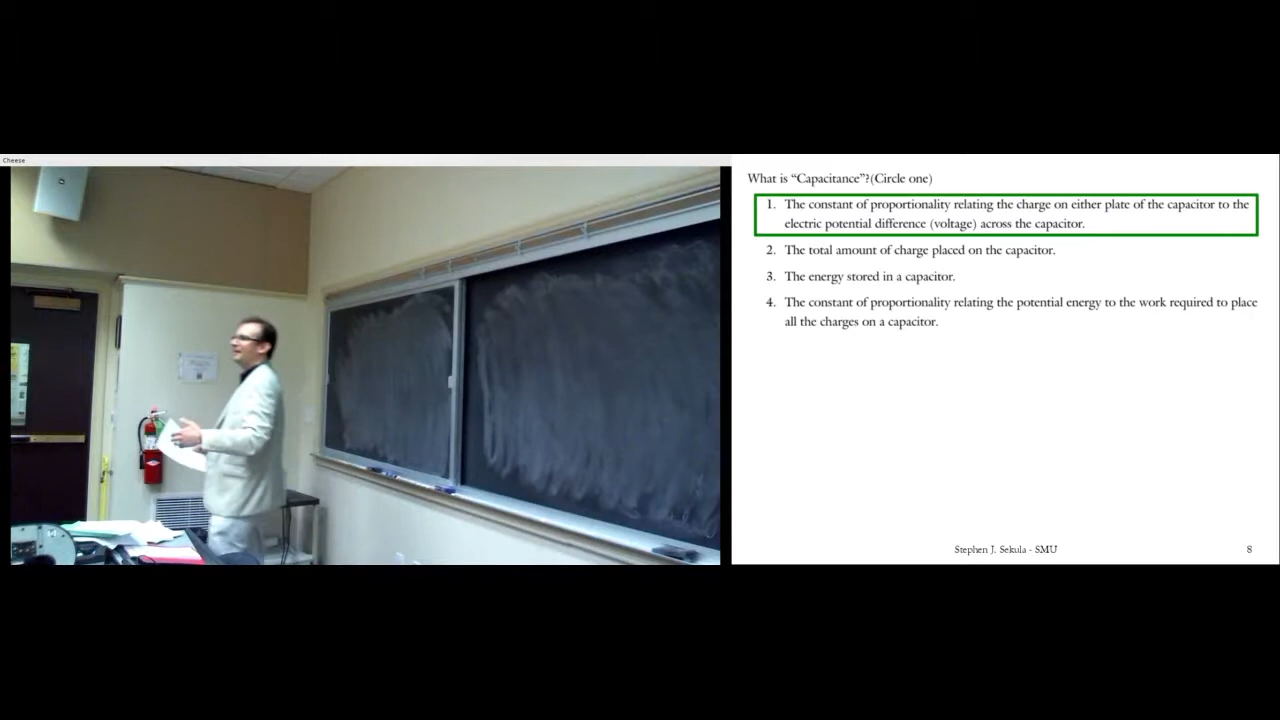 Cheese
What is “Capacitance”?(Circle one)
1. The constant of proportionality relating the charge on either plate of the capacitor to the
electric potential difference (voltage) across the capacitor.
2. The total amount of charge placed on the capacitor.
3. The energy stored in a capacitor.
4. The constant of proportionality relating the potential energy to the work required to place
all the charges on a capacitor.
Stephen J. Sekula - SMU
8